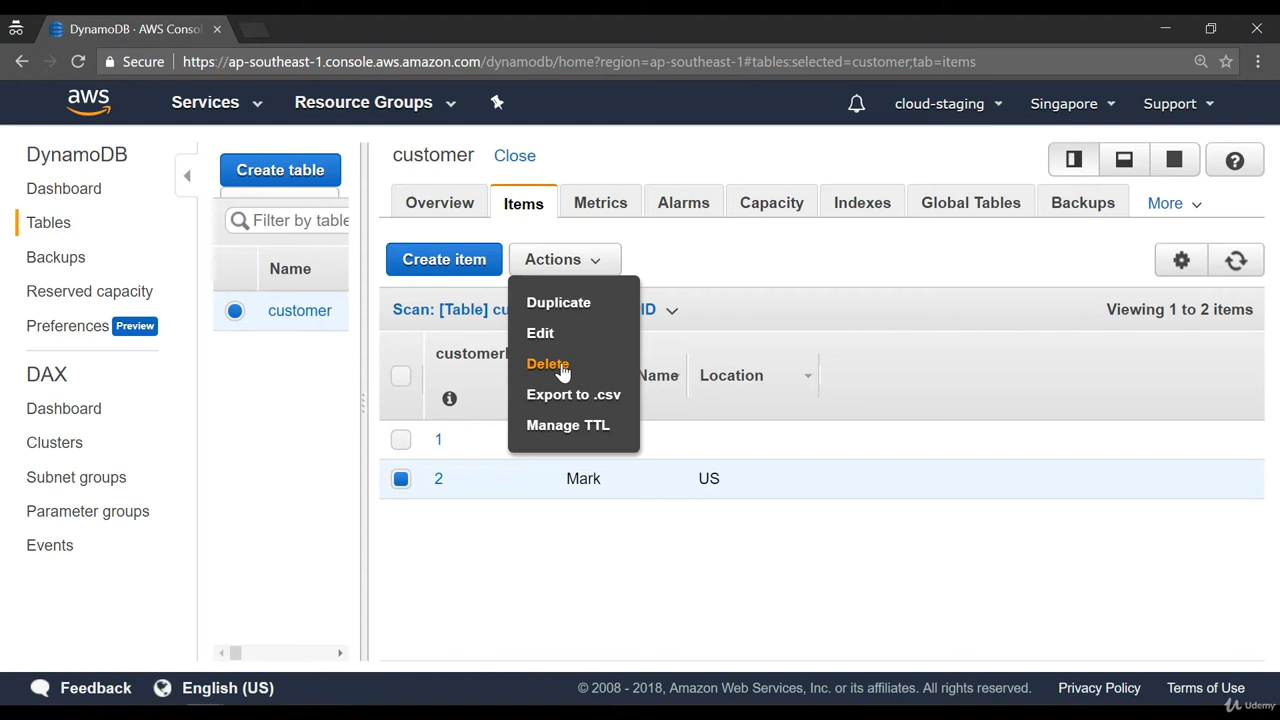 DynamoDB · AWS Conso
Secure
https://ap-southeast-1.console.aws.amazon.com/dynamodb/home?region=ap-southeast-1#tables:selected=customer;tab=items
aws
Services
Resource Groups
cloud-staging
Singapore
Support
DynamoDB
Dashboard
Tables
Backups
Reserved capacity
Preferences Preview
DAX
Dashboard
Clusters
Subnet groups
Parameter groups
Events
Create table
Filter by table
Name
customer
customer Close
Overview
Items
Metrics
Alarms
Capacity
Indexes
Global Tables
Backups
More
Create item
Actions
Duplicate
Edit
Delete
Export to .csv
Manage TTL
Scan: [Table] cu
ID
Viewing 1 to 2 items
customerI
Name
Location
1
2 Mark US
Feedback
English (US)
© 2008 - 2018, Amazon Web Services, Inc. or its affiliates. All rights reserved.
Privacy Policy
Terms of Use
Udemy